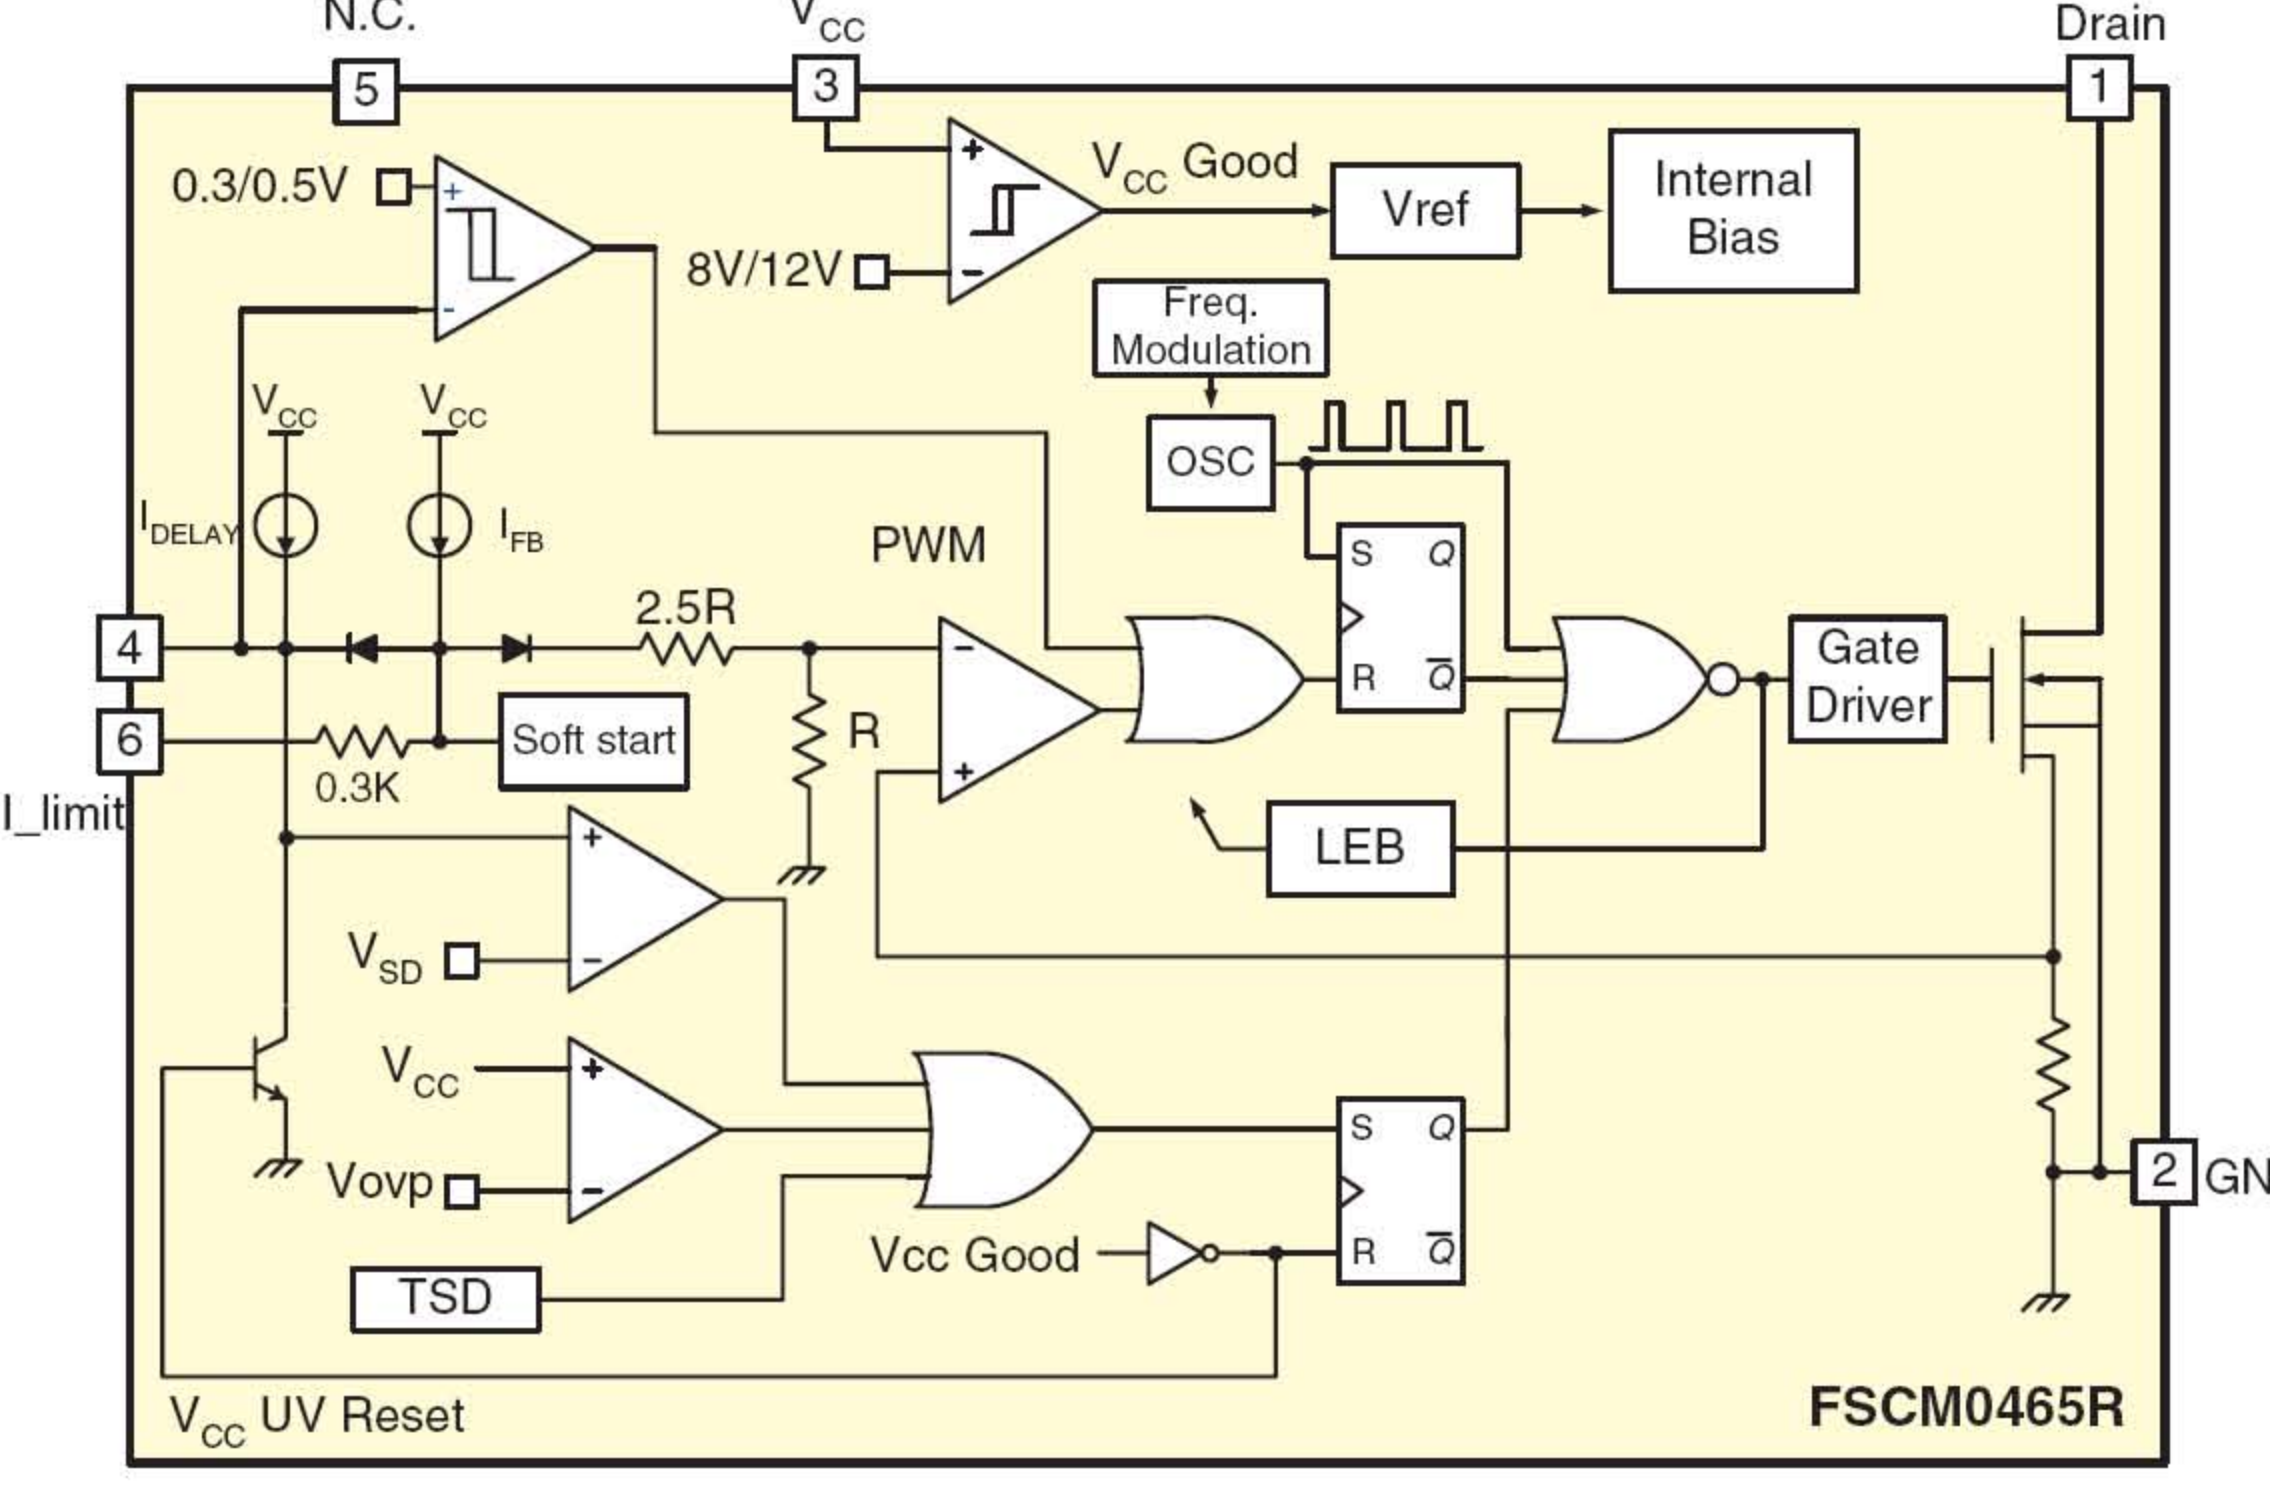 N.C.
VCC
Drain
5
3
1
0.3/0.5V
+
-
+
VCC Good
8V/12V
−
Vref
Internal
Bias
Freq.
Modulation
VCC
VCC
OSC
IDELAY
IFB
PWM
S Q
R Q̅
2.5R
4
−
+
Gate
Driver
6
0.3K
Soft start
R
I_limit
LEB
+
VSD
−
VCC
+
Vovp
−
S Q
R Q̅
2
GN
Vcc Good
TSD
VCC UV Reset
FSCM0465R